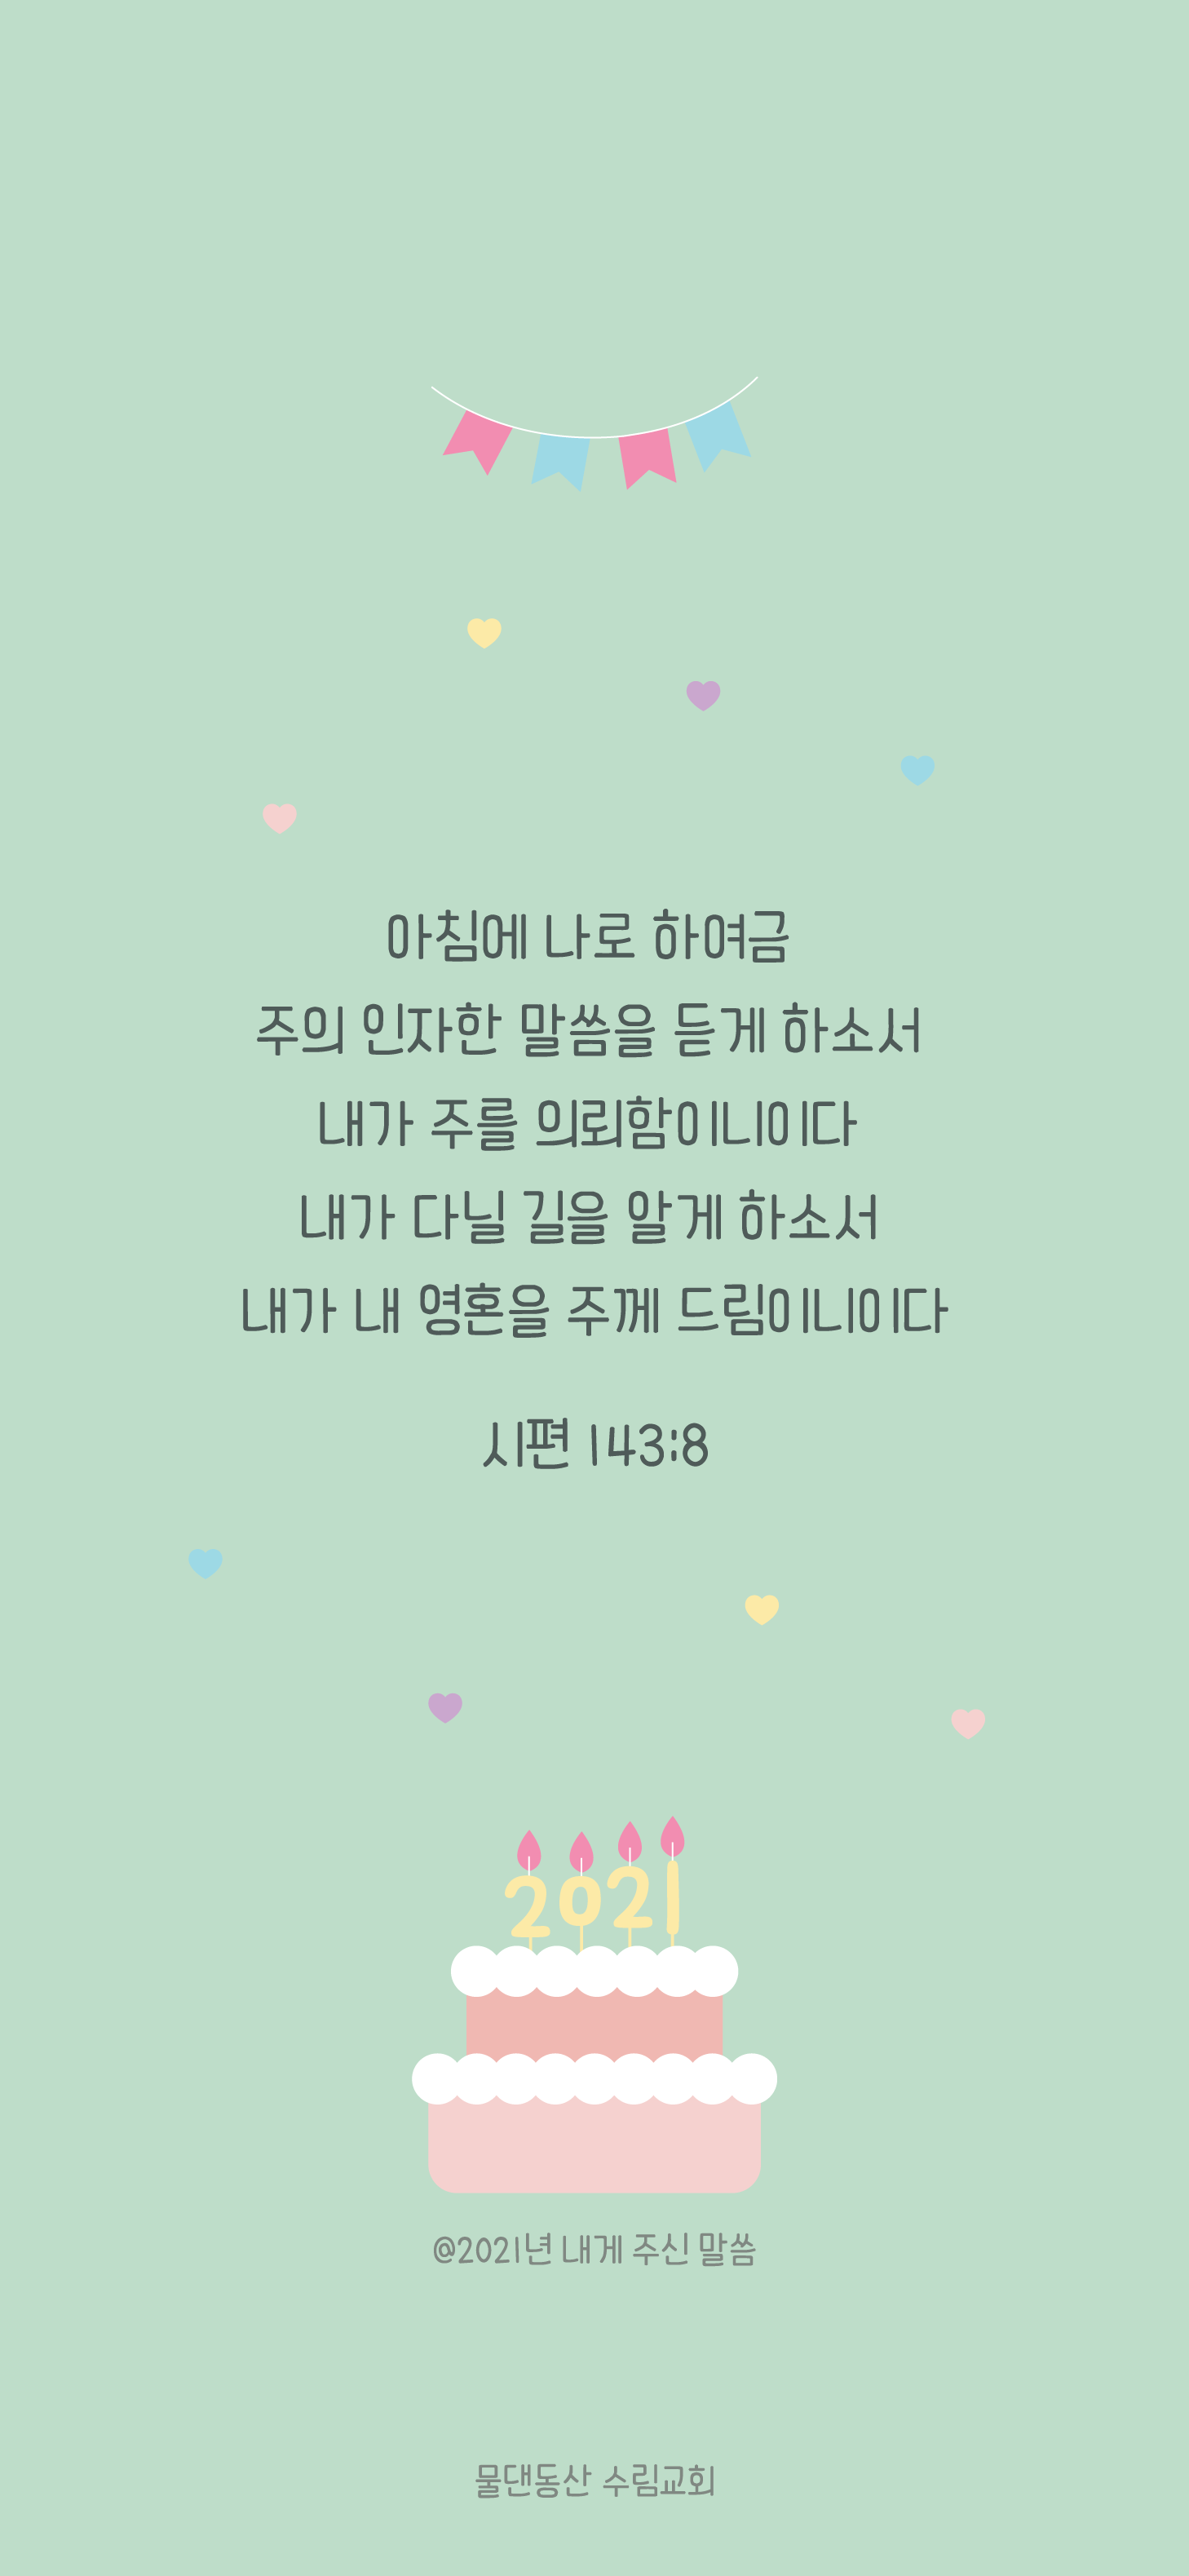 아침에 나로 하여금
주의 인자한 말씀을 듣게 하소서
내가 주를 의뢰함이니이다
내가 다닐 길을 알게 하소서
내가 내 영혼을 주께 드림이니이다
시편 143:8
2021
@2021년 내게 주신 말씀
물댄동산 수림교회